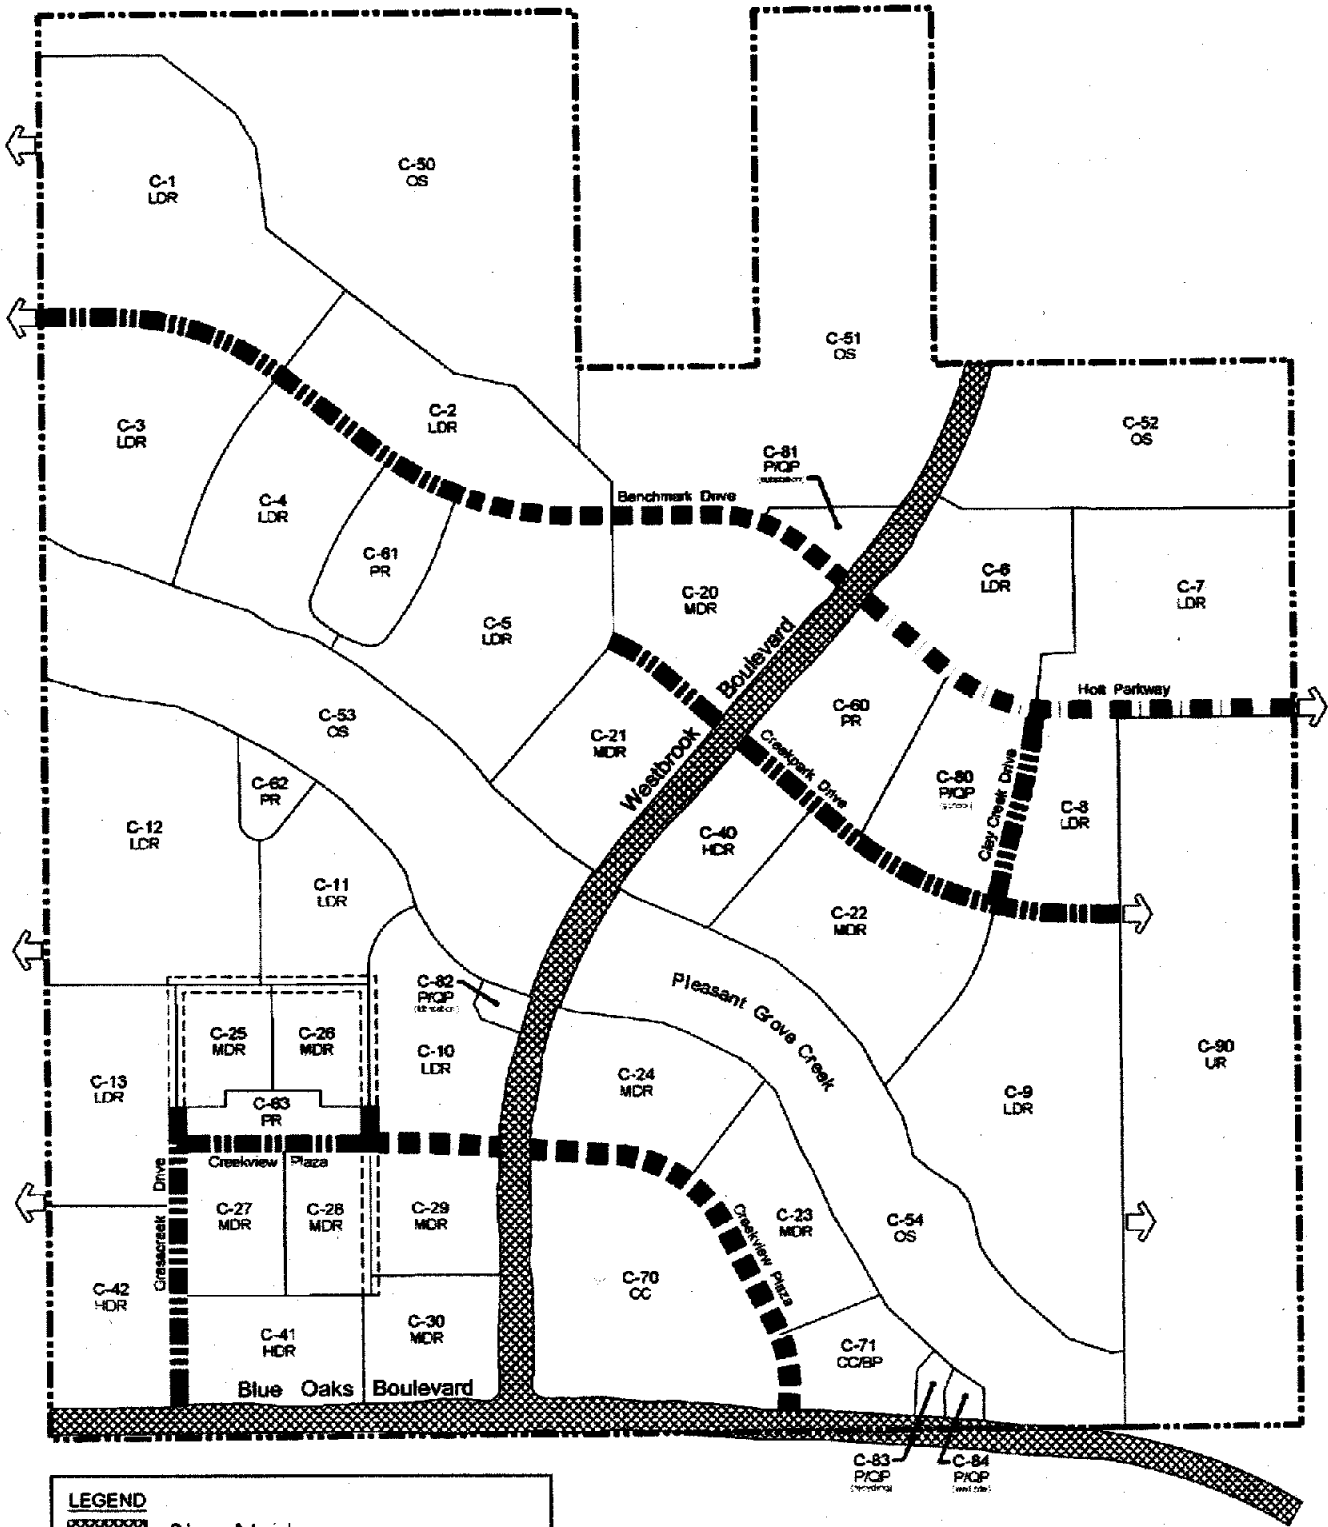 C-50
OS
C-1
LDR
C-51
OS
C-2
LDR
C-3
LDR
C-52
OS
C-81
P/QP
(substation)
Benchmark Drive
C-4
LDR
C-61
PR
C-6
LDR
C-7
LDR
C-20
MDR
C-5
LDR
Westbrook Boulevard
Holt Parkway
C-60
PR
C-53
OS
C-21
MDR
Creekpark Drive
C-80
P/QP
(school)
Clay Creek Drive
C-8
LDR
C-62
PR
C-12
LDR
C-40
HDR
C-11
LDR
C-22
MDR
C-82
P/QP
Pleasant Grove Creek
C-25
MDR
C-26
MDR
C-10
LDR
C-90
UR
C-13
LDR
C-24
MDR
C-9
LDR
C-63
PR
Creekview Plaza
Grasscreek Drive
C-27
MDR
C-28
MDR
C-29
MDR
C-23
MDR
Creekview Plaza
C-54
OS
C-42
HDR
C-70
CC
C-30
MDR
C-41
HDR
C-71
CC/BP
Blue Oaks Boulevard
C-83
P/QP
(recycling)
C-84
P/QP
(well site)
LEGEND